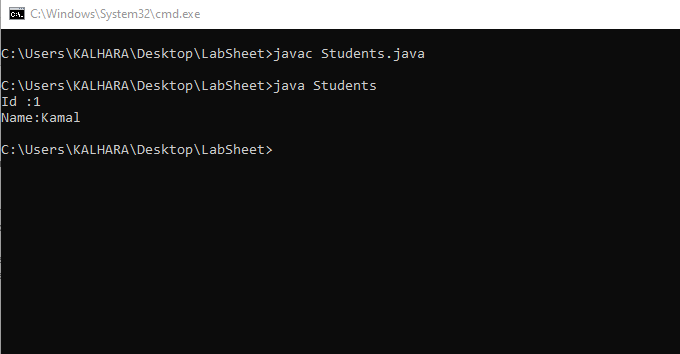 C:\Windows\System32\cmd.exe
C:\Users\KALHARA\Desktop\LabSheet>javac Students.java
C:\Users\KALHARA\Desktop\LabSheet>java Students
Id :1
Name:Kamal
C:\Users\KALHARA\Desktop\LabSheet>